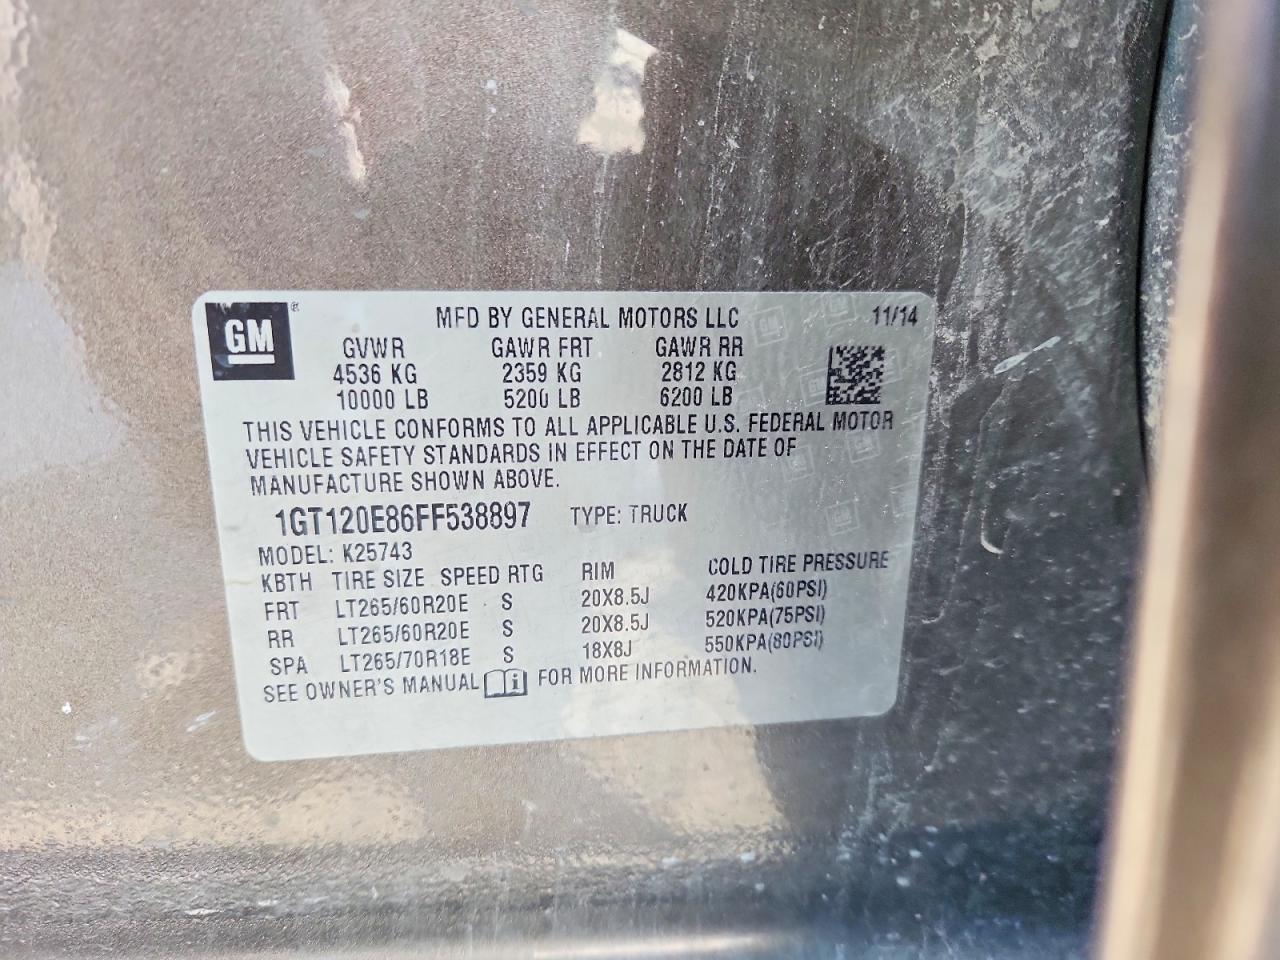 GM ® MFD BY GENERAL MOTORS LLC 11/14
GVWR GAWR FRT GAWR RR
4536 KG 2359 KG 2812 KG
10000 LB 5200 LB 6200 LB
THIS VEHICLE CONFORMS TO ALL APPLICABLE U.S. FEDERAL MOTOR
VEHICLE SAFETY STANDARDS IN EFFECT ON THE DATE OF
MANUFACTURE SHOWN ABOVE.
1GT120E86FF538897 TYPE: TRUCK
MODEL: K25743
KBTH TIRE SIZE SPEED RTG RIM COLD TIRE PRESSURE
FRT LT265/60R20E S 20X8.5J 420KPA(60PSI)
RR LT265/60R20E S 20X8.5J 520KPA(75PSI)
SPA LT265/70R18E S 18X8J 550KPA(80PSI)
SEE OWNER'S MANUAL i FOR MORE INFORMATION.